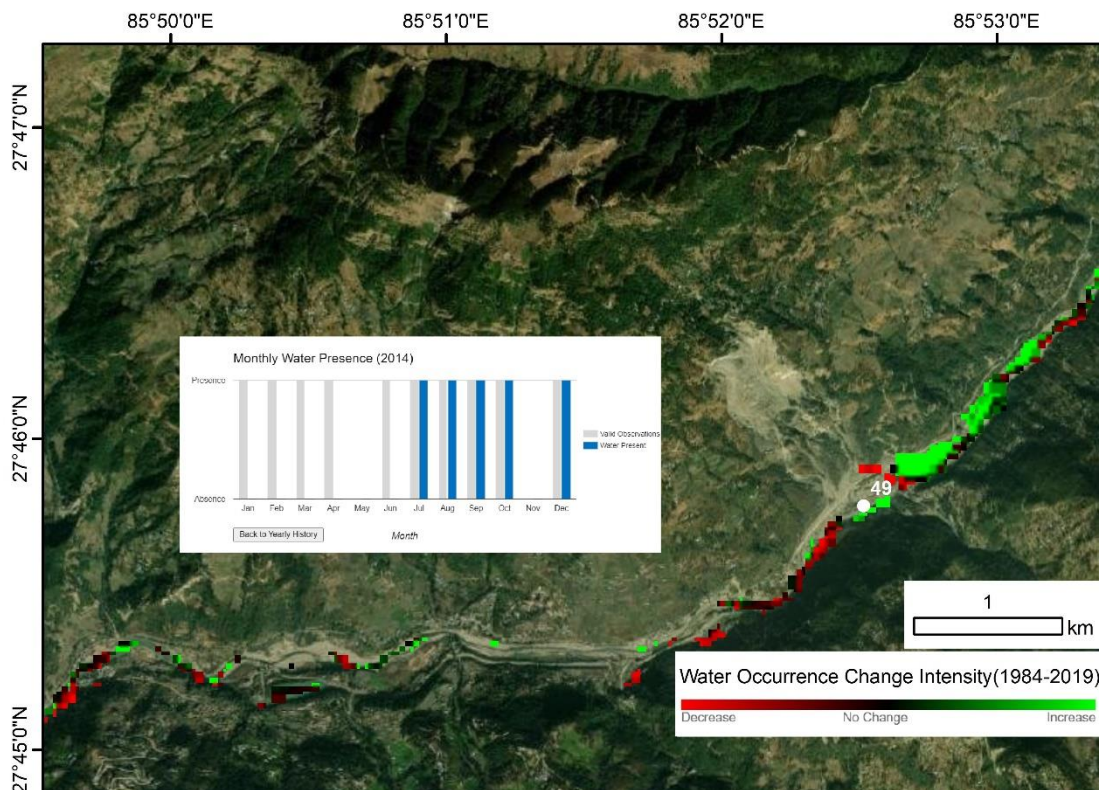 85°50'0"E 85°51'0"E 85°52'0"E 85°53'0"E
27°47'0"N
27°46'0"N
27°45'0"N
Monthly Water Presence (2014)
Presence
Absence
Valid Observations
Water Present
Jan Feb Mar Apr May Jun Jul Aug Sep Oct Nov Dec
Back to Yearly History
Month
49
1
km
Water Occurrence Change Intensity(1984-2019)
Decrease No Change Increase